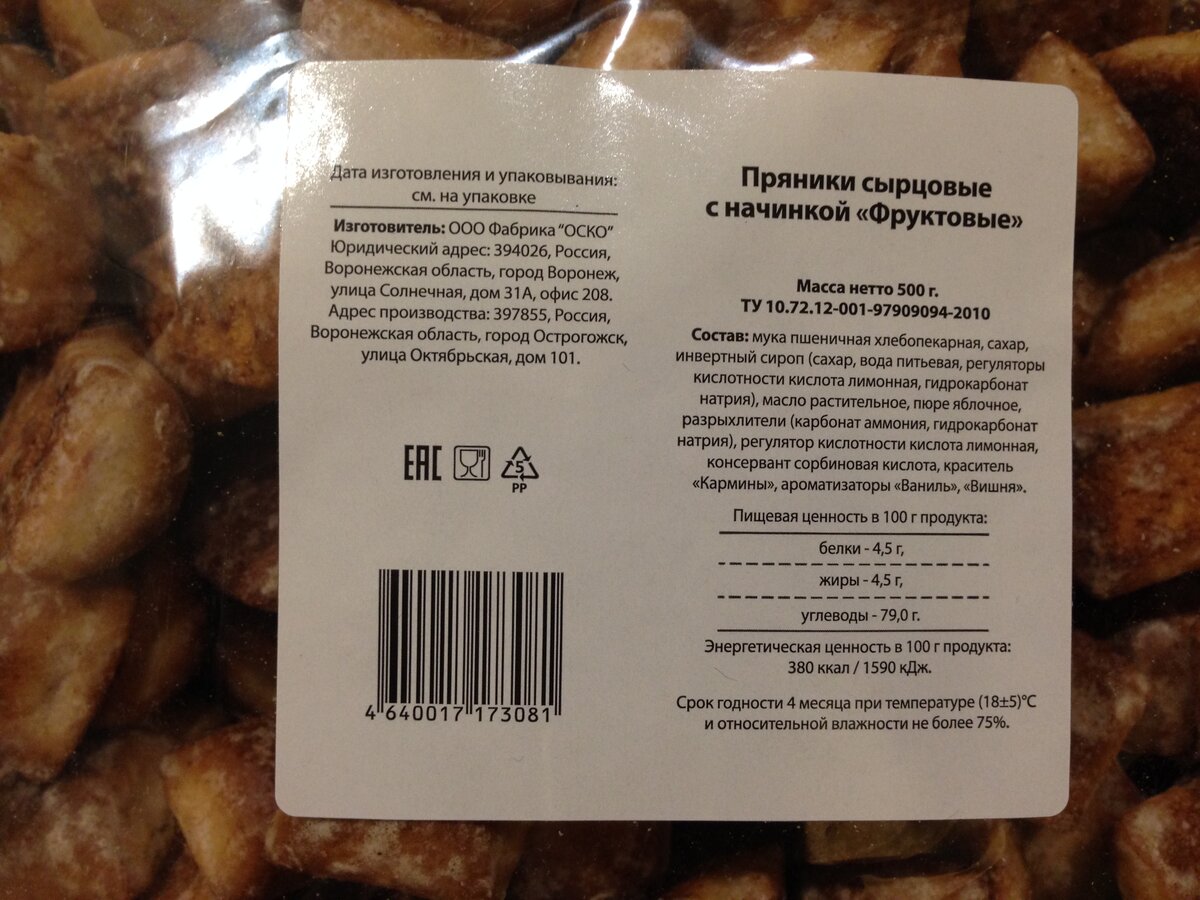 Дата изготовления и упаковывания:
см. на упаковке
Изготовитель: ООО Фабрика "ОСКО"
Юридический адрес: 394026, Россия,
Воронежская область, город Воронеж,
улица Солнечная, дом 31А, офис 208.
Адрес производства: 397855, Россия,
Воронежская область, город Острогожск,
улица Октябрьская, дом 101.
EAC
5
PP
4 640017 173081
Пряники сырцовые
с начинкой «Фруктовые»
Масса нетто 500 г.
ТУ 10.72.12-001-97909094-2010
Состав: мука пшеничная хлебопекарная, сахар,
инвертный сироп (сахар, вода питьевая, регуляторы
кислотности кислота лимонная, гидрокарбонат
натрия), масло растительное, пюре яблочное,
разрыхлители (карбонат аммония, гидрокарбонат
натрия), регулятор кислотности кислота лимонная,
консервант сорбиновая кислота, краситель
«Кармины», ароматизаторы «Ваниль», «Вишня».
Пищевая ценность в 100 г продукта:
белки - 4,5 г,
жиры - 4,5 г,
углеводы - 79,0 г.
Энергетическая ценность в 100 г продукта:
380 ккал / 1590 кДж.
Срок годности 4 месяца при температуре (18±5)°С
и относительной влажности не более 75%.